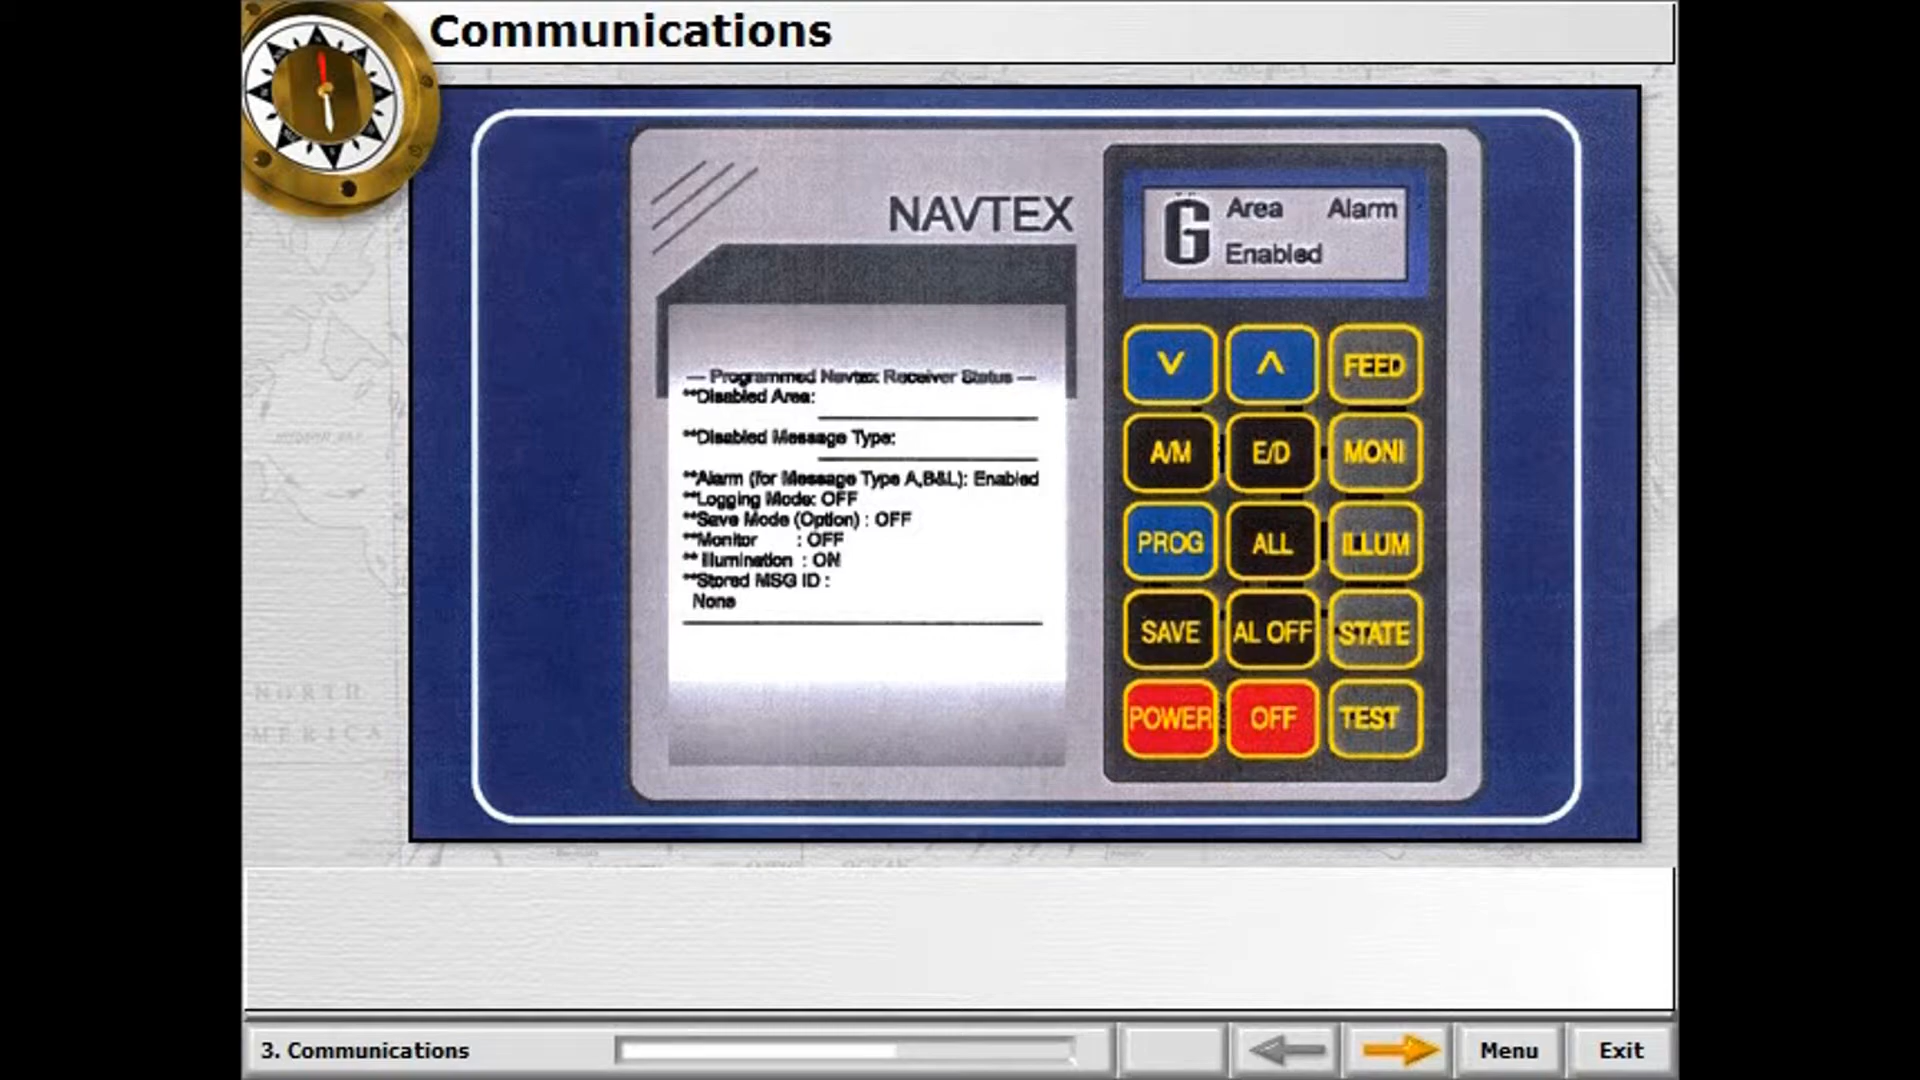 Communications
NAVTEX
G Area Alarm
Enabled
— Programmed Navtex Receiver Status —
**Disabled Area:
**Disabled Message Type:
**Alarm (for Message Type A,B&L): Enabled
**Logging Mode: OFF
**Save Mode (Option) : OFF
**Monitor : OFF
** Illumination : ON
**Stored MSG ID :
None
V Λ FEED
A/M E/D MONI
PROG ALL ILLUM
SAVE AL OFF STATE
POWER OFF TEST
NORTH
MERICA
3. Communications
Menu
Exit